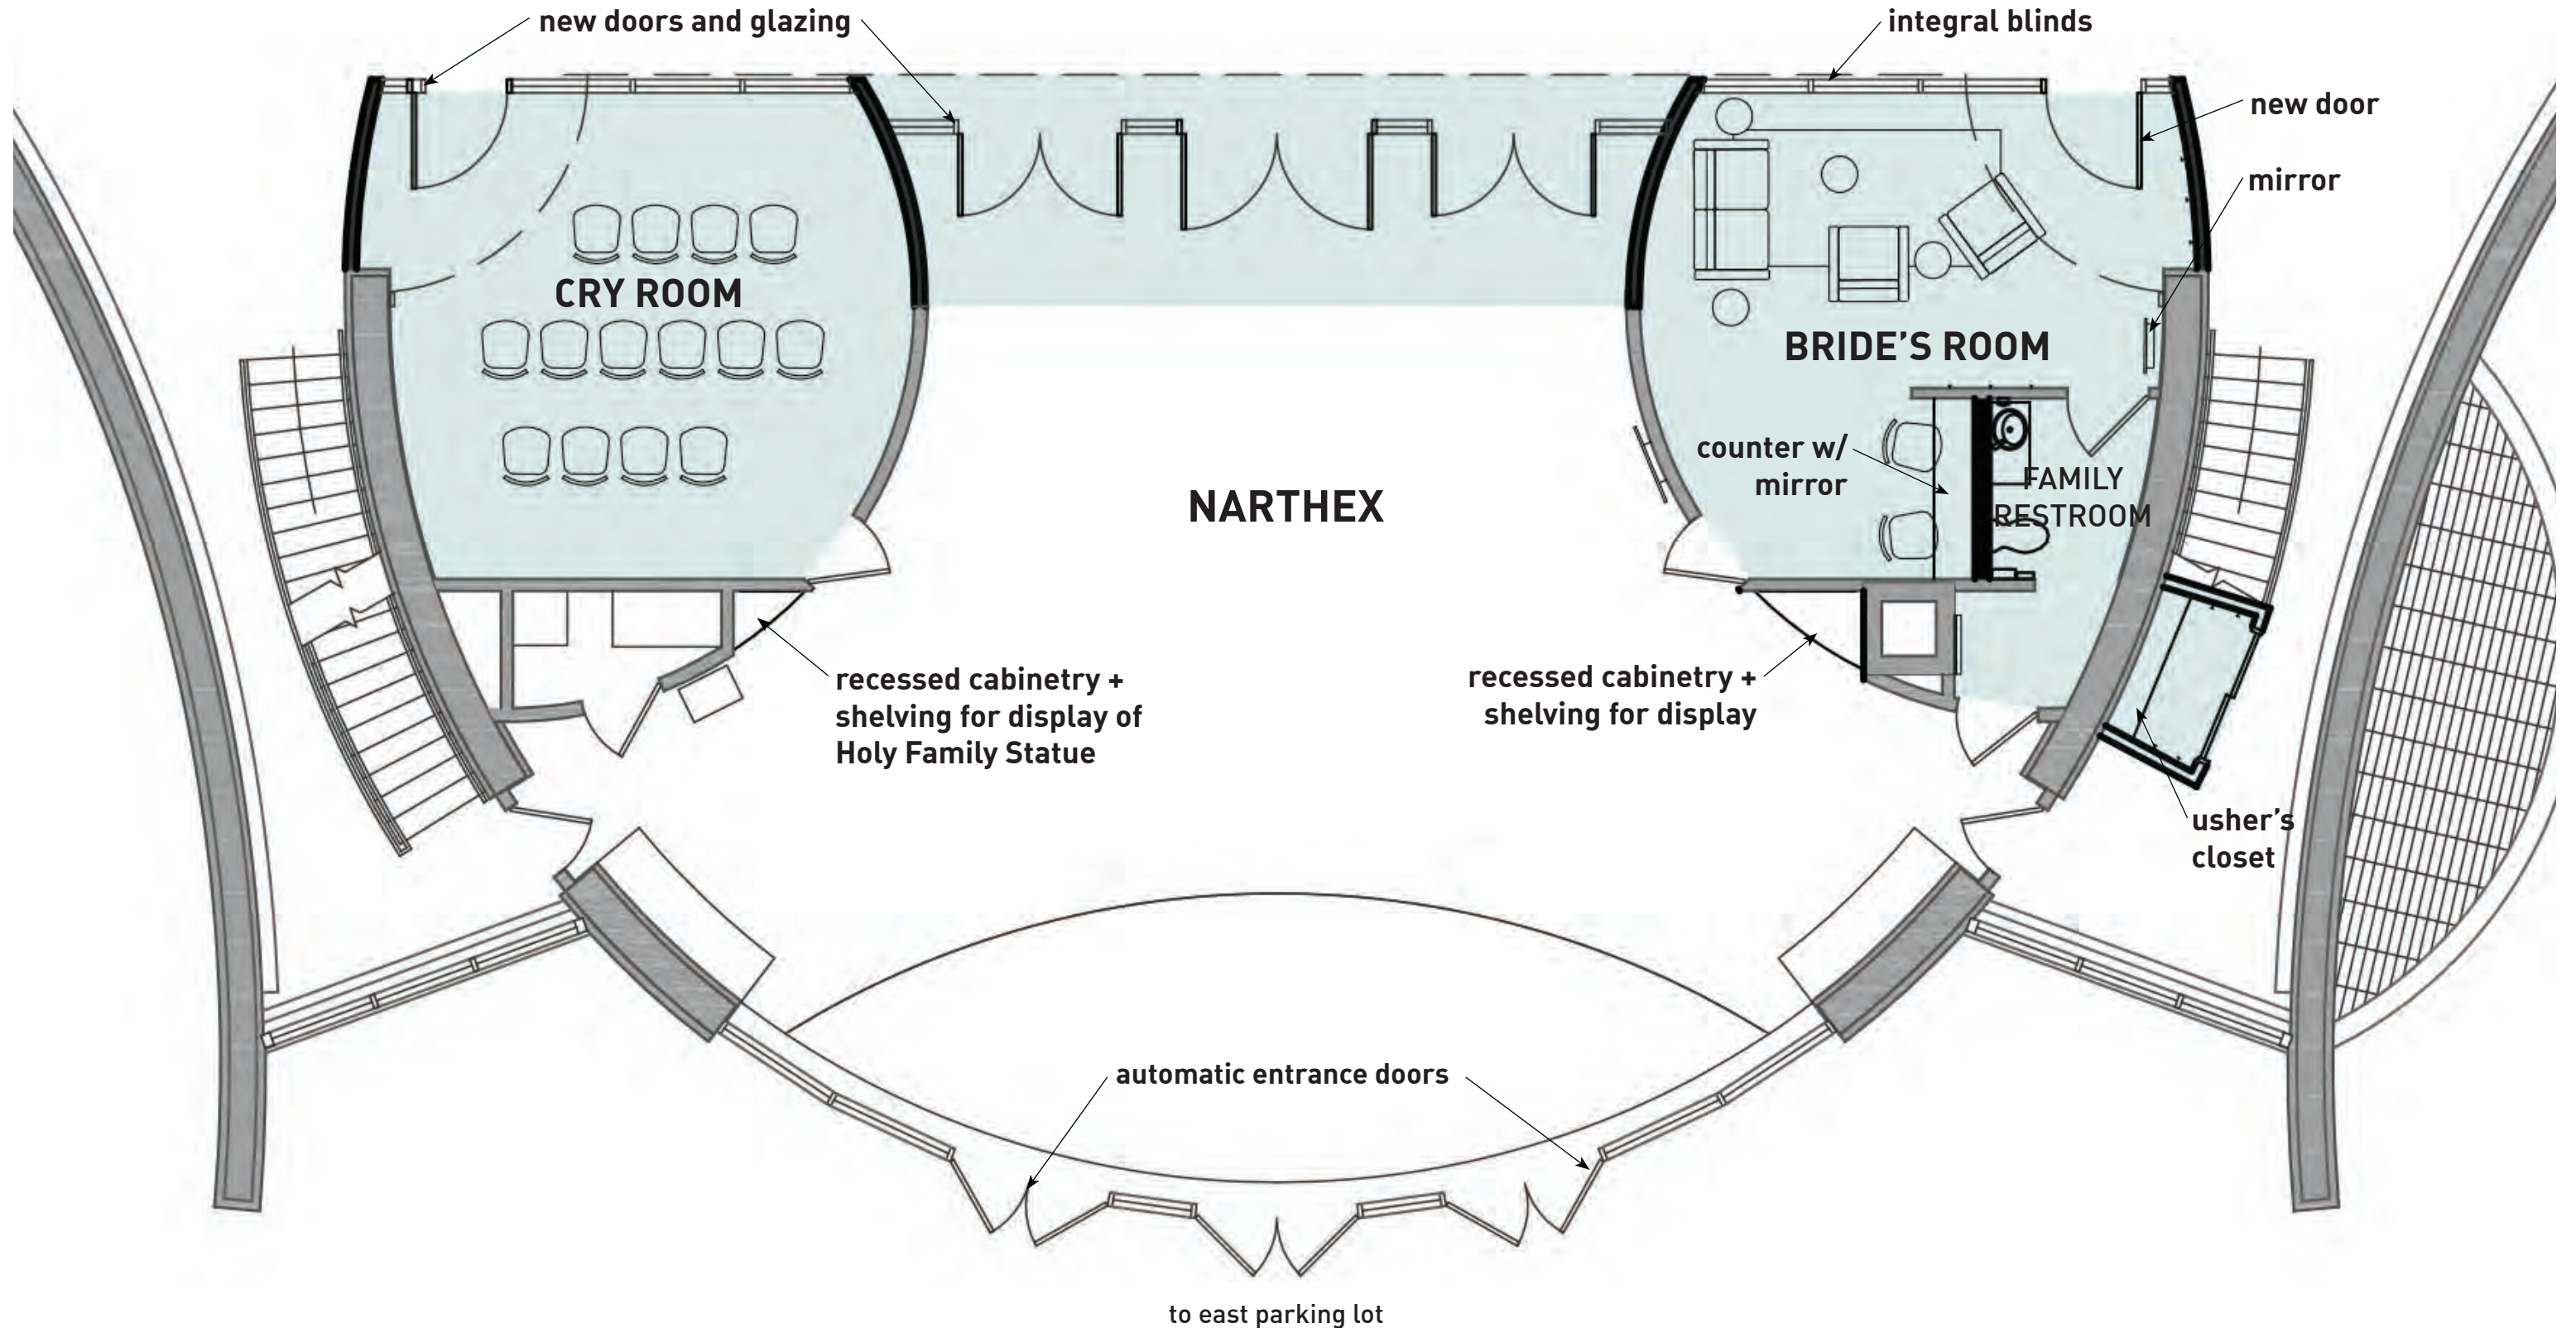 new doors and glazing
integral blinds
new door
mirror
CRY ROOM
BRIDE’S ROOM
counter w/
mirror
FAMILY
RESTROOM
NARTHEX
recessed cabinetry +
shelving for display of
Holy Family Statue
recessed cabinetry +
shelving for display
usher’s
closet
automatic entrance doors
to east parking lot